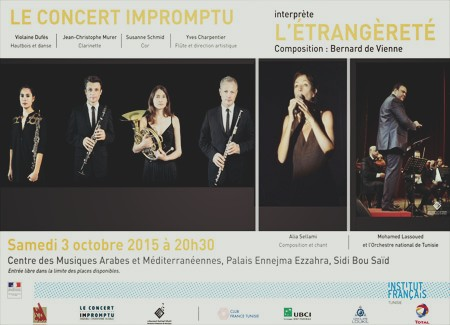 LE CONCERT IMPROMPTU
interprète
L'ÉTRANGÈRETÉ
Composition : Bernard de Vienne
Violaine Dufès
Hautbois et danse
Jean-Christophe Murer
Clarinette
Susanne Schmid
Cor
Yves Charpentier
Flûte et direction artistique
Alia Sellami
Composition et chant
Mohamed Lassoued
et l'Orchestre national de Tunisie
Samedi 3 octobre 2015 à 20h30
Centre des Musiques Arabes et Méditerranéennes, Palais Ennejma Ezzahra, Sidi Bou Saïd
Entrée libre dans la limite des places disponibles.
INSTITUT
FRANÇAIS
TUNISIE
LE CONCERT
IMPROMPTU
CLUB
FRANCE TUNISIE
UBCI
TOTAL